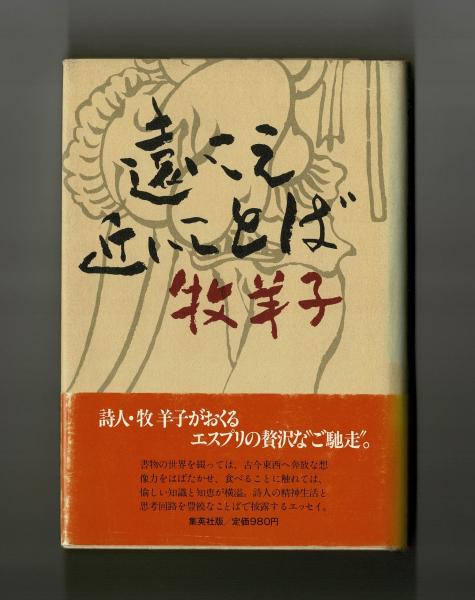 遠いこえ
近いことば
牧羊子
詩人・牧羊子がおくる
エスプリの贅沢な〝ご馳走〟。
書物の世界を綴っては、古今東西へ奔放な想
像力をはばたかせ、食べることに触れては、
愉しい知識と知恵が横溢。詩人の精神生活と
思考回路を豊饒なことばで披露するエッセイ。
集英社版/定価980円